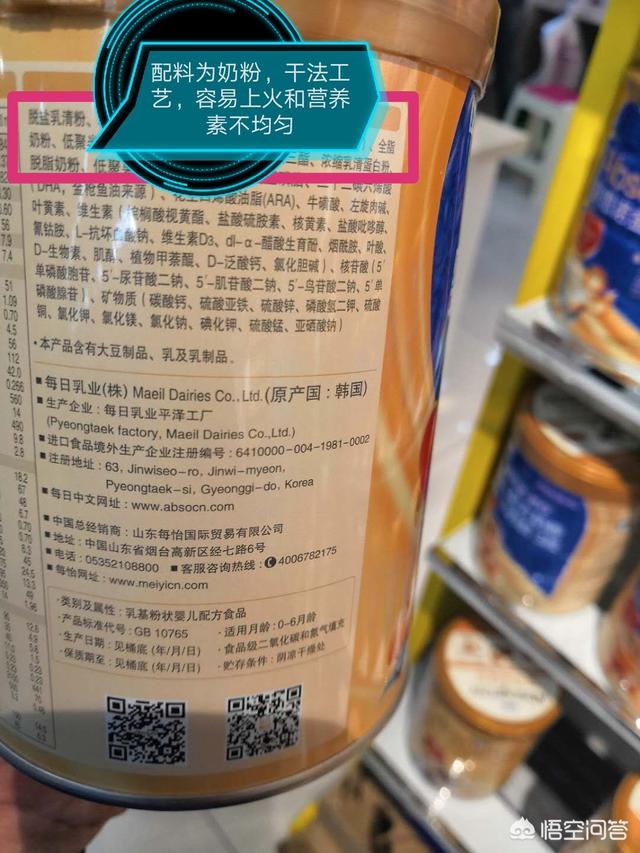 配料为奶粉，干法工
艺，容易上火和营养
素不均匀
脱盐乳清粉、
全脂
奶粉、低聚半
浓缩乳清蛋白粉、
脱脂奶粉、低聚
二十二碳六烯酸
(DHA，金枪鱼油来源)、花生四烯酸油脂(ARA)、牛磺酸、左旋肉碱、
叶黄素、维生素(棕榈酸视黄酯、盐酸硫胺素、核黄素、盐酸吡哆醇、
氰钴胺、L-抗坏血酸钠、维生素D3、dl-α-醋酸生育酚、烟酰胺、叶酸、
D-生物素、肌醇、植物甲萘醌、D-泛酸钙、氯化胆碱)、核苷酸(5′
单磷酸胞苷、5′-尿苷酸二钠、5′-肌苷酸二钠、5′-鸟苷酸二钠、5′单
磷酸腺苷)、矿物质(碳酸钙、硫酸亚铁、硫酸锌、磷酸氢二钾、硫酸
铜、氯化钾、氯化镁、氯化钠、碘化钾、硫酸锰、亚硒酸钠)
·本产品含有大豆制品、乳及乳制品。
■每日乳业(株) Maeil Dairies Co., Ltd. (原产国：韩国)
■生产企业：每日乳业平泽工厂
(Pyeongtaek factory, Maeil Dairies Co.,Ltd.)
■进口食品境外生产企业注册编号：6410000-004-1981-0002
■注册地址：63, Jinwiseo-ro, Jinwi-myeon,
Pyeongtaek-si, Gyeonggi-do, Korea
■每日中文网址：www.absocn.com
■中国总经销商：山东每怡国际贸易有限公司
■地址：中国山东省烟台高新区经七路6号
■电话：05352108800 ■客服咨询热线：4006782175
■每怡网址：www.meiyicn.com
·类别及属性：乳基粉状婴儿配方食品
·产品标准代号：GB 10765 ·适用月龄：0-6月龄
·生产日期：见桶底(年/月/日) ·食品级二氧化碳和氮气填充
·保质期至：见桶底(年/月/日) ·贮存条件：阴凉干燥处
悟空问答